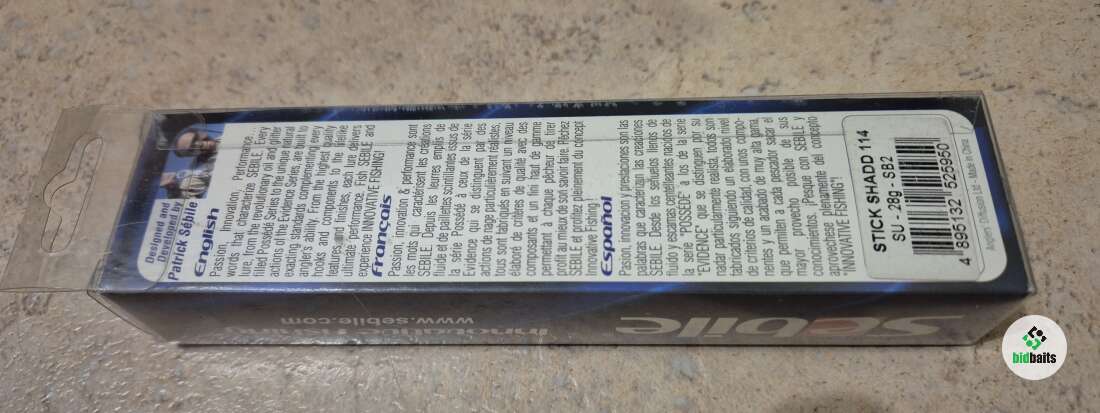 Designed and
Developed by
Patrick Sébile
English
Passion, Innovation, Performance...
words that characterise SEBILE. Every
lure, from the revolutionary oil and glitter
filled Possédé Series to the unique natural
actions of the Evidence Series, are built to
exacting standards complementing every
angler's ability. From the highest quality
hooks and components to the lifelike
features and finishes, each lure delivers
ultimate performance. Fish SEBILE and
experience INNOVATIVE FISHING!
Français
Passion, innovation & performance sont
les mots qui caractérisent les créations
SEBILE. Depuis les leurres emplis de
fluide et de paillettes scintillantes issus de
la série Possédé à ceux de la série
Evidence qui se distinguent par des
actions de nage particulièrement réalistes,
tous sont fabriqués en suivant un niveau
élaboré de critères de qualité avec des
composants et un fini haut de gamme
permettant à chaque pêcheur de tirer
profit au mieux de son savoir faire. Pêchez
SEBILE et profitez pleinement du concept
Innovative Fishing !
Español
Pasion, innovacion y prestaciones son las
palabras que caracterizan las creaciones
SEBILE. Desde los señuelos llenos de
fluido y escamas centelleantes nacidos de
la serie "POSSEDE" a los de la serie
"EVIDENCE" que se distinguen por su
nadar particularmente realista, todos son
fabricados siguiendo un elaborado nivel
de criterios de calidad, con unos componentes
y un acabado de muy alta gama,
que permiten a cada pescador sacar el
mayor provecho posible de sus
conocimientos. ¡Pesque con SEBILE y
aprovechese plenamente del concepto
"INNOVATIVE FISHING"!
STICK SHADD 114
SU - 289 - SB2
4 895132 525950
Anglers Diffusion Ltd - Made in China
Sebile
Innovative Fishing
www.sebile.com
bidbaits